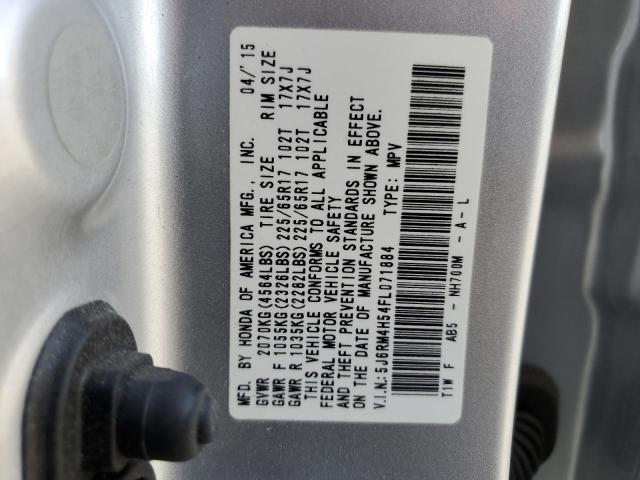 MFD. BY HONDA OF AMERICA MFG., INC. 04/'15
GVWR 2070KG(4564LBS) TIRE SIZE RIM SIZE
GAWR F 1055KG(2326LBS) 225/65R17 102T 17X7J
GAWR R 1035KG(2282LBS) 225/65R17 102T 17X7J
THIS VEHICLE CONFORMS TO ALL APPLICABLE
FEDERAL MOTOR VEHICLE SAFETY
AND THEFT PREVENTION STANDARDS IN EFFECT
ON THE DATE OF MANUFACTURE SHOWN ABOVE.
V.I.N.: 5J6RM4H54FL071884 TYPE: MPV
T1W F AB5 - NH700M - A - L